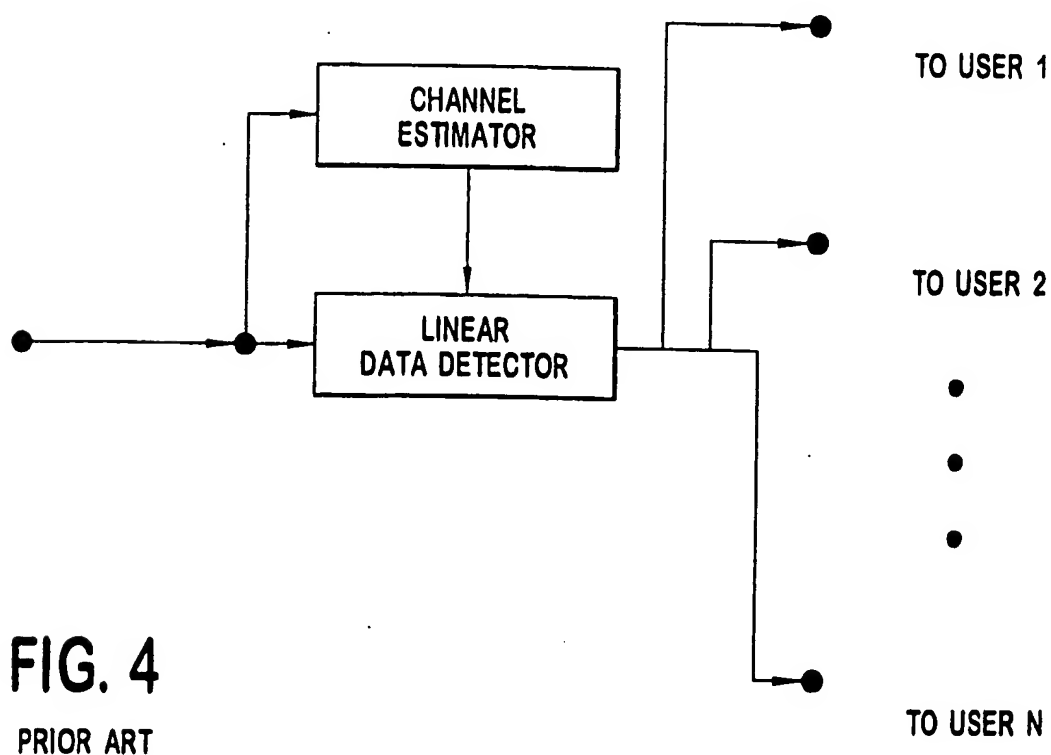 TO USER 1
CHANNEL
ESTIMATOR
TO USER 2
LINEAR
DATA DETECTOR
FIG. 4
PRIOR ART
TO USER N